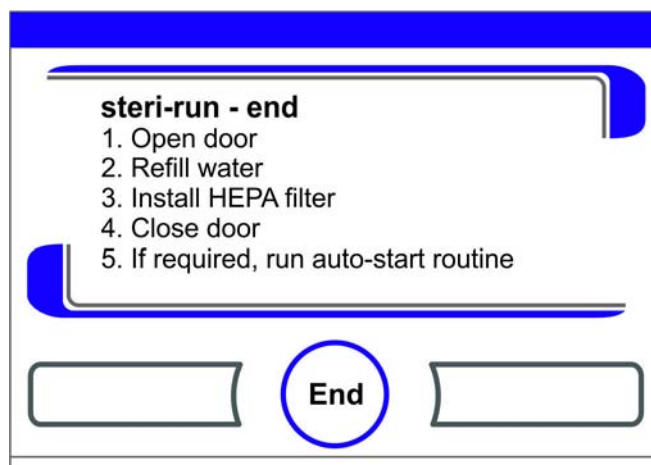 steri-run - end
1. Open door
2. Refill water
3. Install HEPA filter
4. Close door
5. If required, run auto-start routine
End